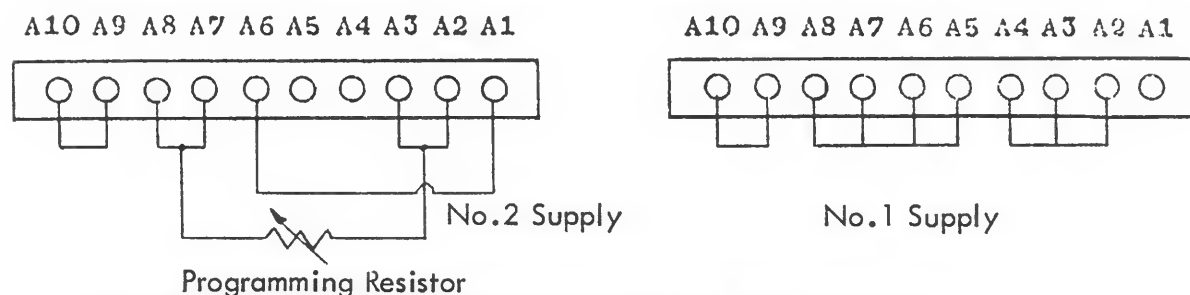 A10 A9 A8 A7 A6 A5 A4 A3 A2 A1
A10 A9 A8 A7 A6 A5 A4 A3 A2 A1
No.2 Supply
No.1 Supply
Programming Resistor